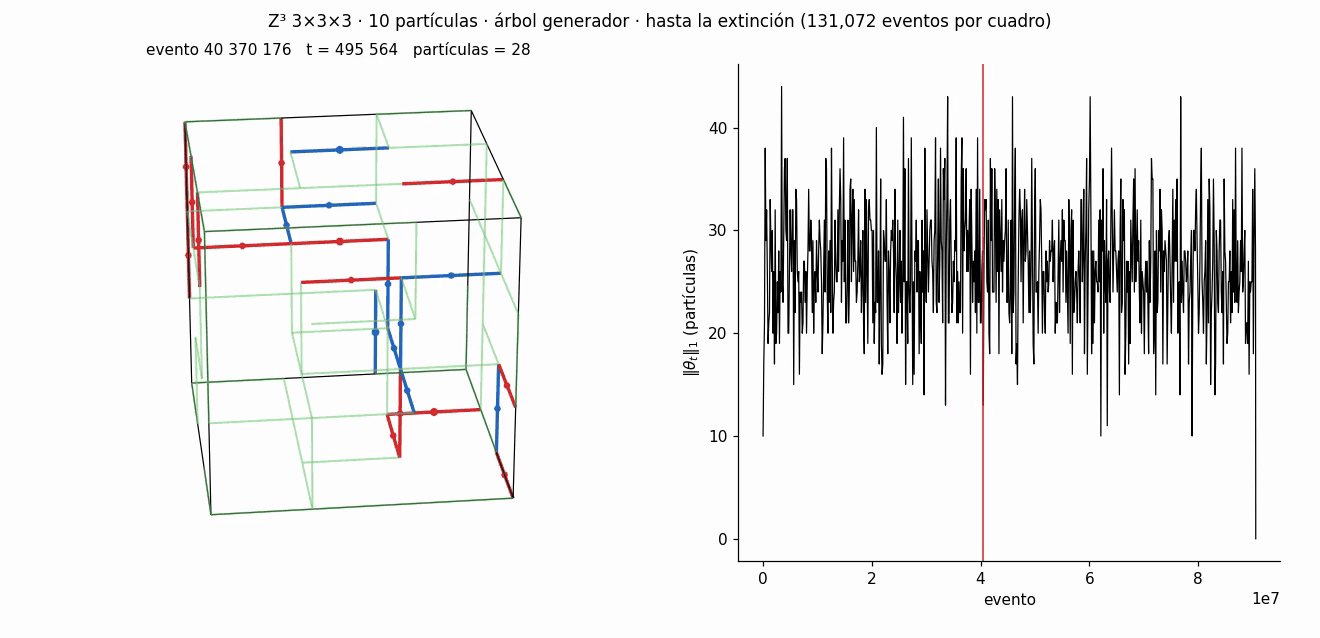 Z³ 3×3×3 · 10 partículas · árbol generador · hasta la extinción (131,072 eventos por cuadro)
evento 40 370 176   t = 495 564   partículas = 28
‖θₜ‖₁ (partículas)
40
30
20
10
0
0 2 4 6 8
evento
1e7